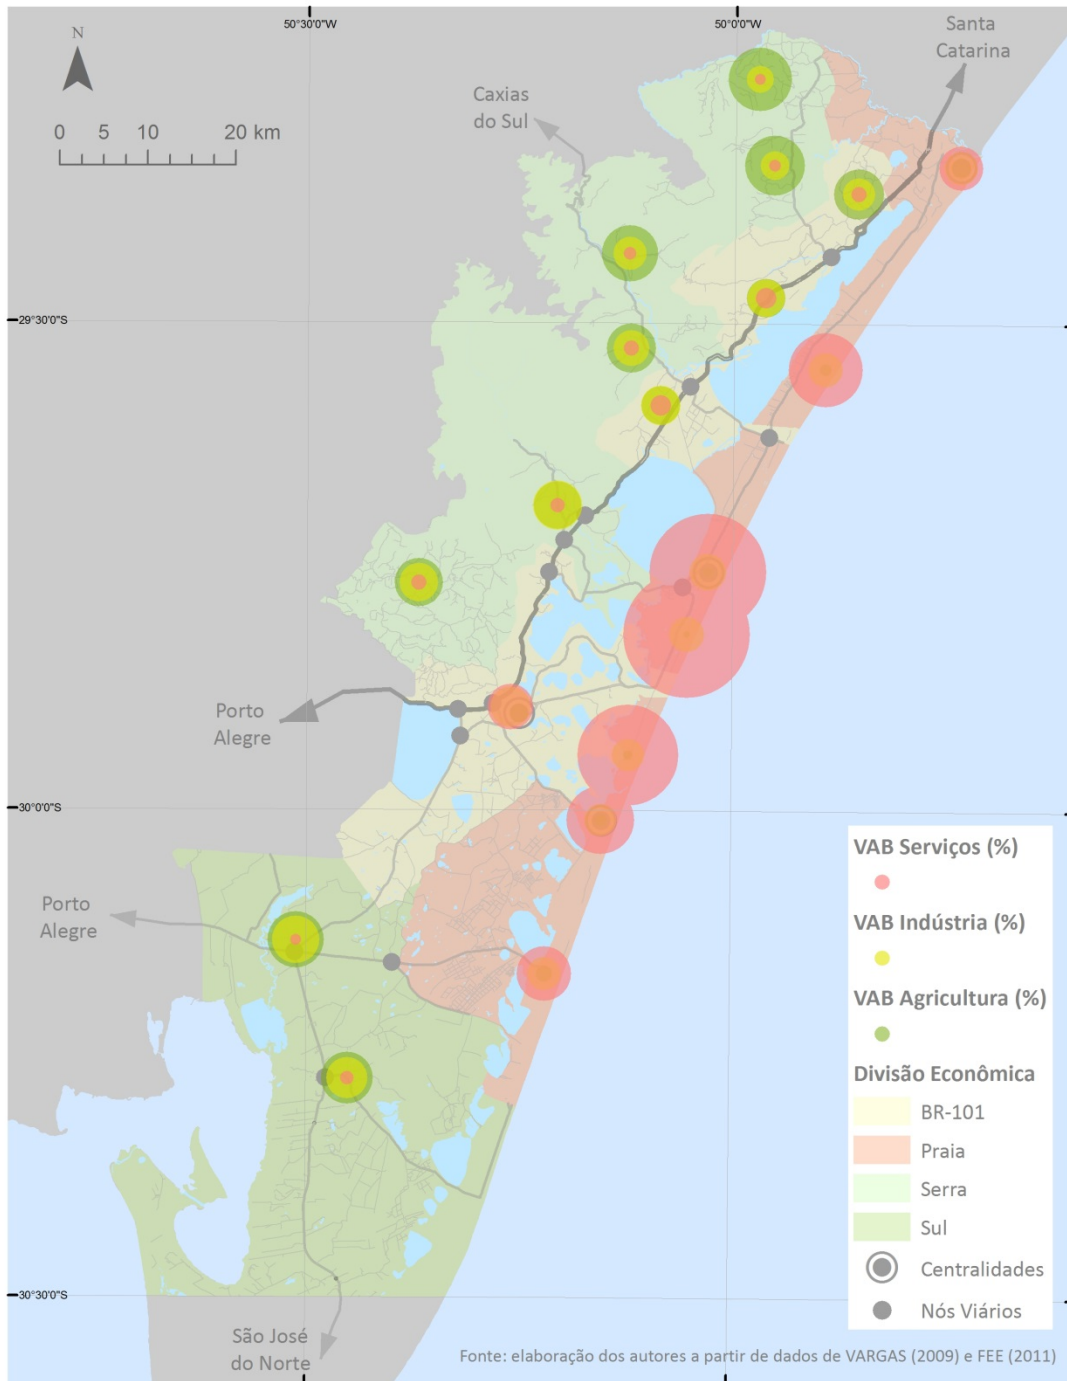 50°30'0"W
50°0'0"W
N
Santa
Catarina
Caxias
do Sul
0 5 10 20 km
29°30'0"S
Porto
Alegre
30°0'0"S
Porto
Alegre
VAB Serviços (%)
VAB Indústria (%)
VAB Agricultura (%)
Divisão Econômica
BR-101
Praia
Serra
Sul
Centralidades
Nós Viários
30°30'0"S
São José
do Norte
Fonte: elaboração dos autores a partir de dados de VARGAS (2009) e FEE (2011)